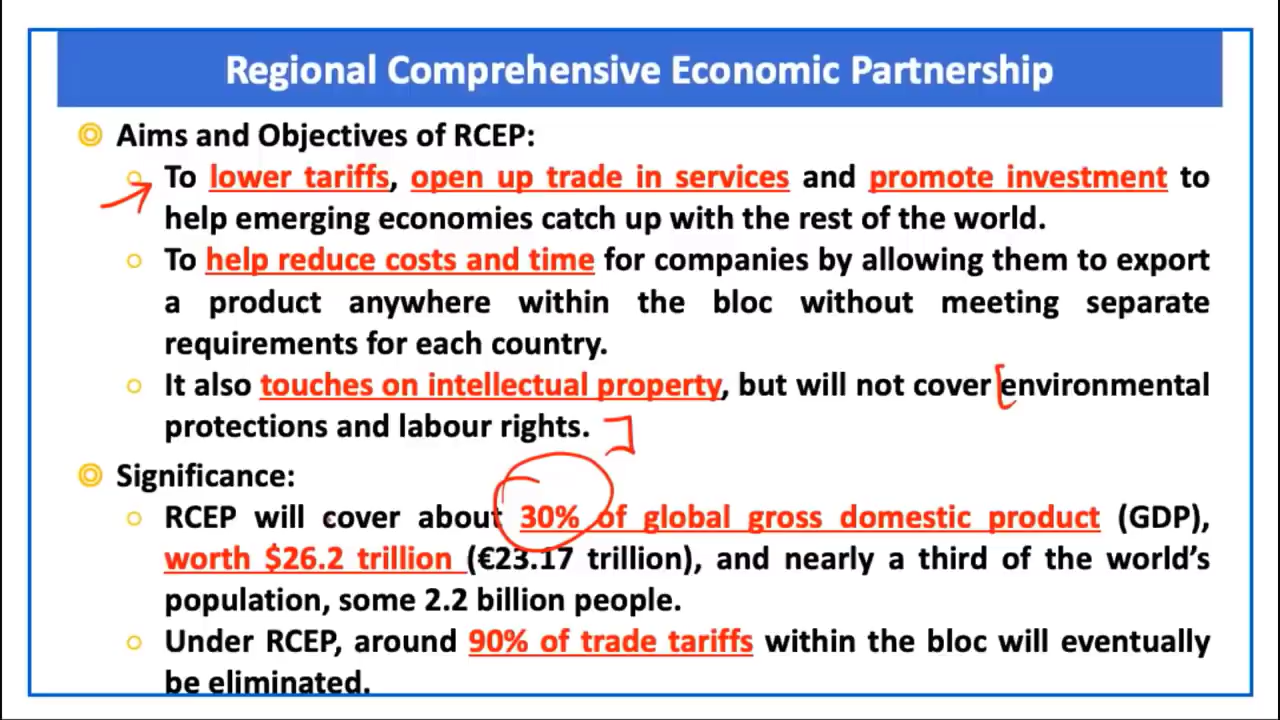 Regional Comprehensive Economic Partnership
Aims and Objectives of RCEP:
To lower tariffs, open up trade in services and promote investment to
help emerging economies catch up with the rest of the world.
To help reduce costs and time for companies by allowing them to export
a product anywhere within the bloc without meeting separate
requirements for each country.
It also touches on intellectual property, but will not cover environmental
protections and labour rights.
Significance:
RCEP will cover about 30% of global gross domestic product (GDP),
worth $26.2 trillion (€23.17 trillion), and nearly a third of the world’s
population, some 2.2 billion people.
Under RCEP, around 90% of trade tariffs within the bloc will eventually
be eliminated.